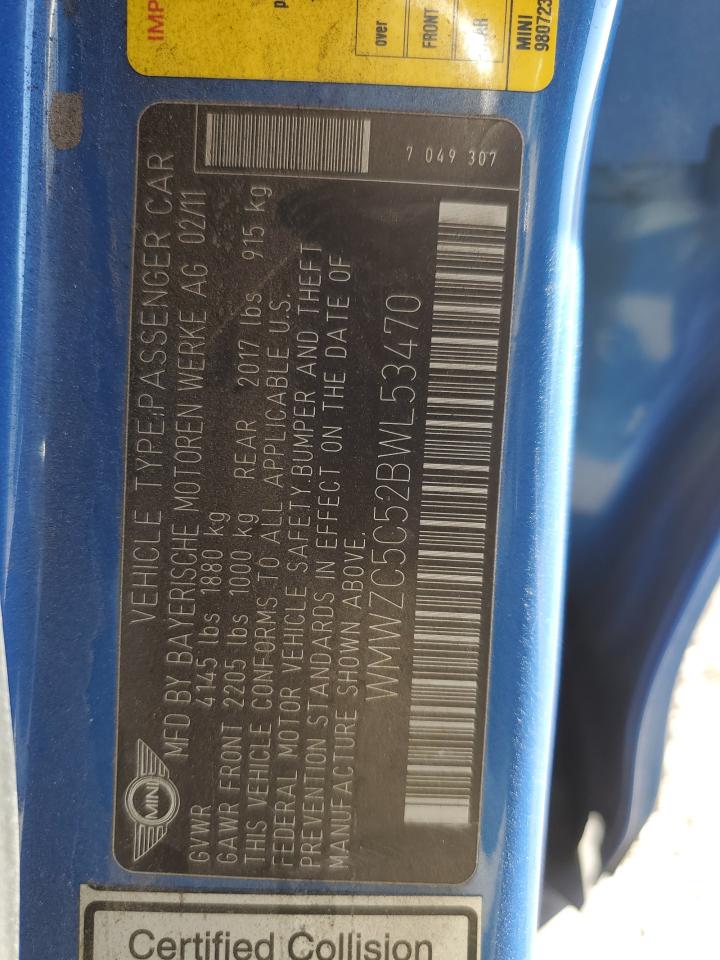 IMP
over
FRONT
MINI
980723
7 049 307
VEHICLE TYPE:PASSENGER CAR
MFD BY BAYERISCHE MOTOREN WERKE AG 02/11
GVWR 4145 lbs 1880 kg
GAWR FRONT 2205 lbs 1000 kg REAR 2017 lbs 915 kg
THIS VEHICLE CONFORMS TO ALL APPLICABLE U.S.
FEDERAL MOTOR VEHICLE SAFETY,BUMPER AND THEFT
PREVENTION STANDARDS IN EFFECT ON THE DATE OF
MANUFACTURE SHOWN ABOVE.
WMWZC5C52BWL53470
MINI
Certified Collision